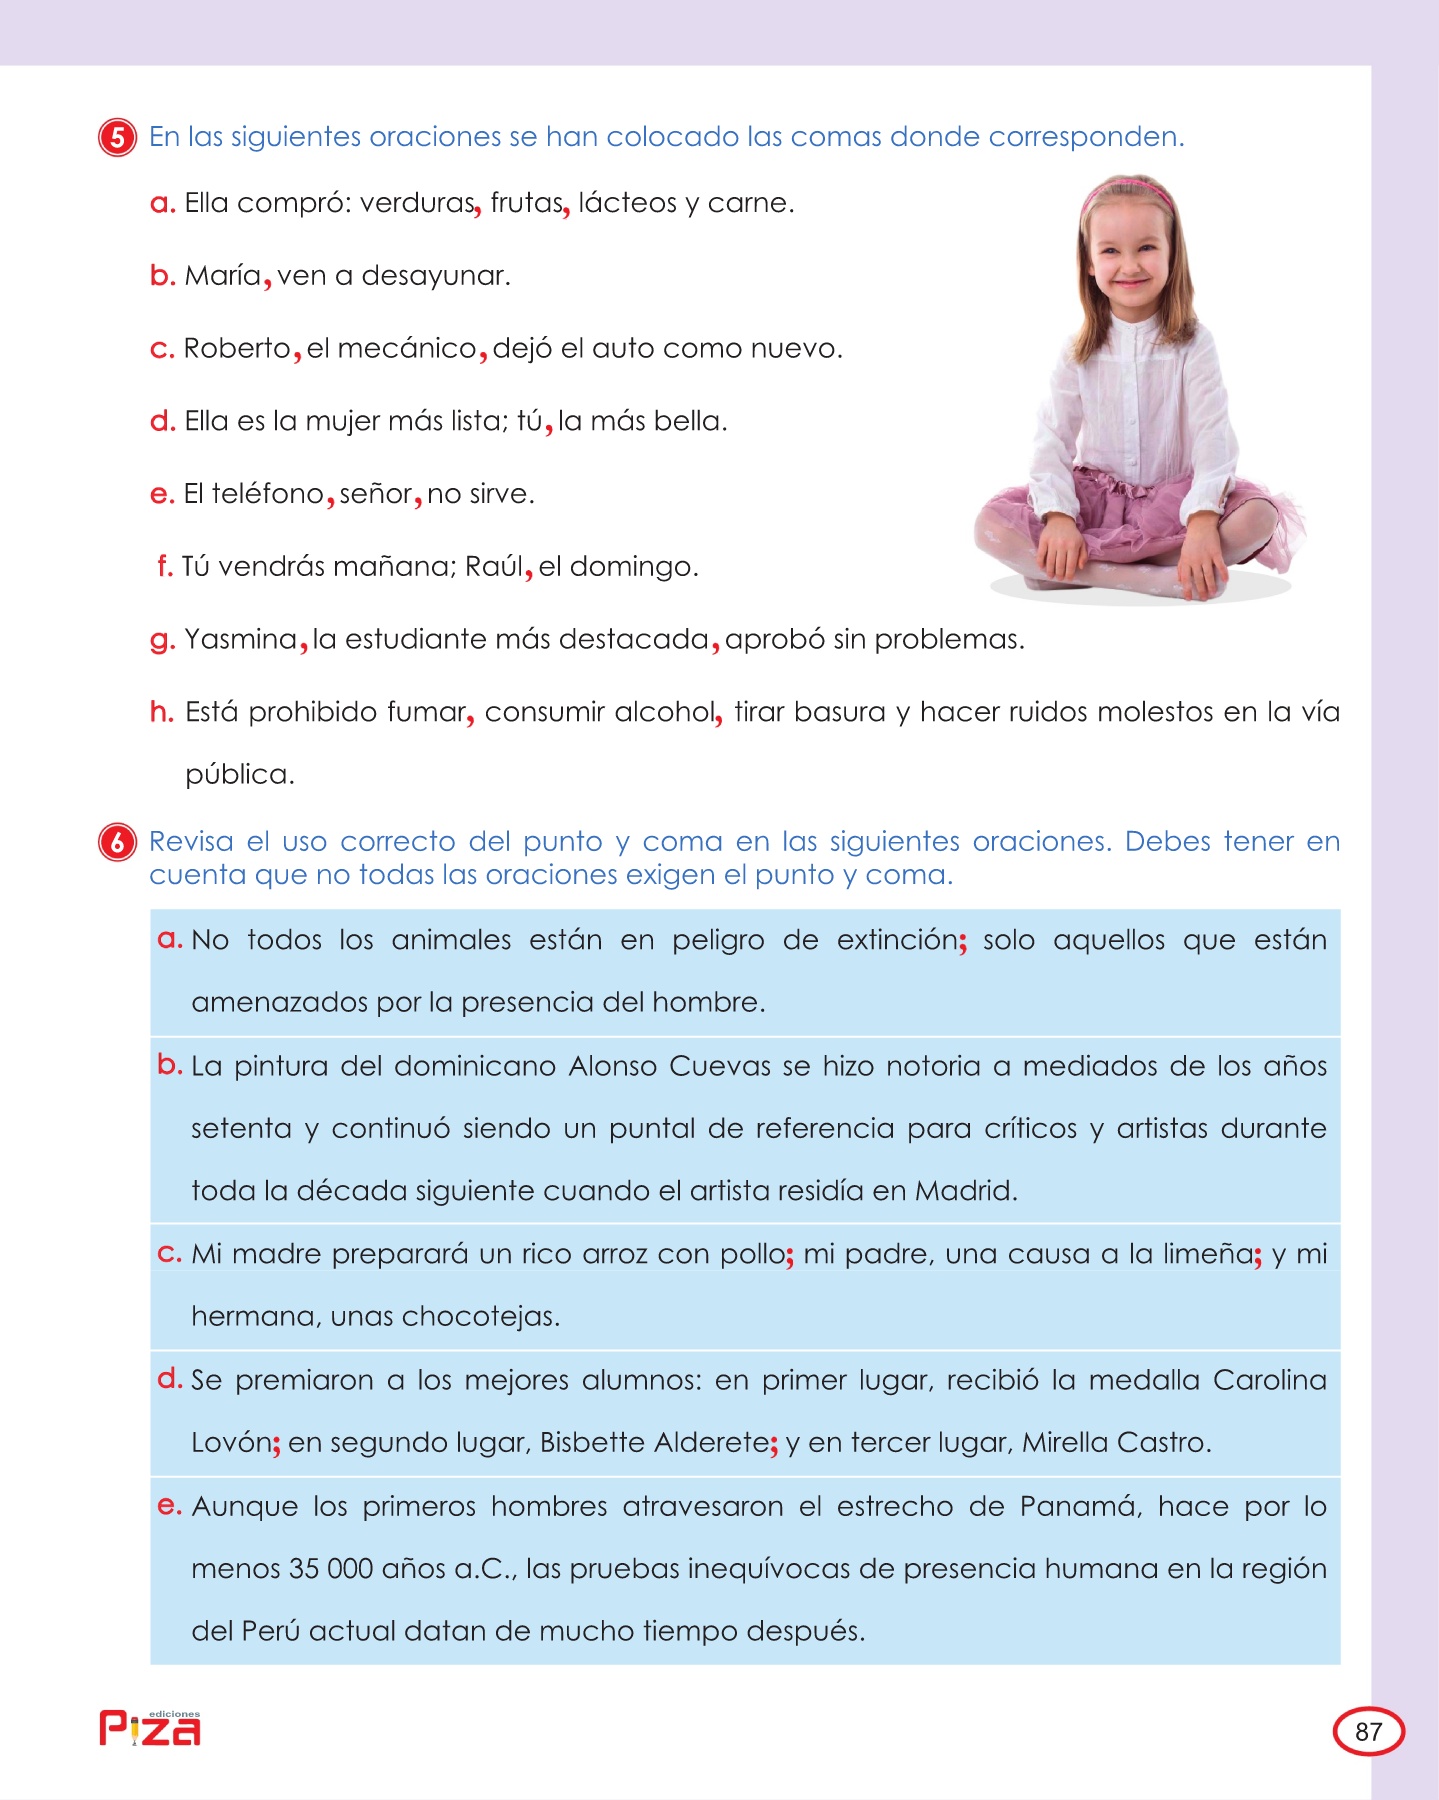 5 En las siguientes oraciones se han colocado las comas donde corresponden.
a. Ella compró: verduras, frutas, lácteos y carne.
b. María, ven a desayunar.
c. Roberto, el mecánico, dejó el auto como nuevo.
d. Ella es la mujer más lista; tú, la más bella.
e. El teléfono, señor, no sirve.
f. Tú vendrás mañana; Raúl, el domingo.
g. Yasmina, la estudiante más destacada, aprobó sin problemas.
h. Está prohibido fumar, consumir alcohol, tirar basura y hacer ruidos molestos en la vía
pública.
6 Revisa el uso correcto del punto y coma en las siguientes oraciones. Debes tener en
cuenta que no todas las oraciones exigen el punto y coma.
a. No todos los animales están en peligro de extinción; solo aquellos que están
amenazados por la presencia del hombre.
b. La pintura del dominicano Alonso Cuevas se hizo notoria a mediados de los años
setenta y continuó siendo un puntal de referencia para críticos y artistas durante
toda la década siguiente cuando el artista residía en Madrid.
c. Mi madre preparará un rico arroz con pollo; mi padre, una causa a la limeña; y mi
hermana, unas chocotejas.
d. Se premiaron a los mejores alumnos: en primer lugar, recibió la medalla Carolina
Lovón; en segundo lugar, Bisbette Alderete; y en tercer lugar, Mirella Castro.
e. Aunque los primeros hombres atravesaron el estrecho de Panamá, hace por lo
menos 35 000 años a.C., las pruebas inequívocas de presencia humana en la región
del Perú actual datan de mucho tiempo después.
ediciones
Piza
87